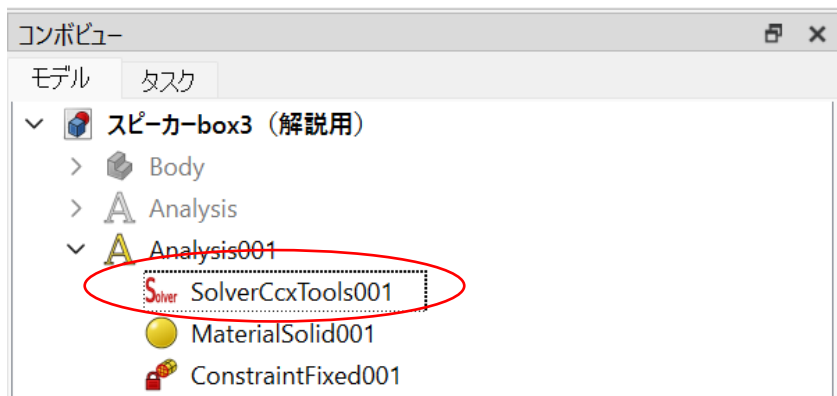 コンボビュー
モデル タスク
スピーカーbox3（解説用）
Body
Analysis
Analysis001
Solver SolverCcxTools001
MaterialSolid001
ConstraintFixed001